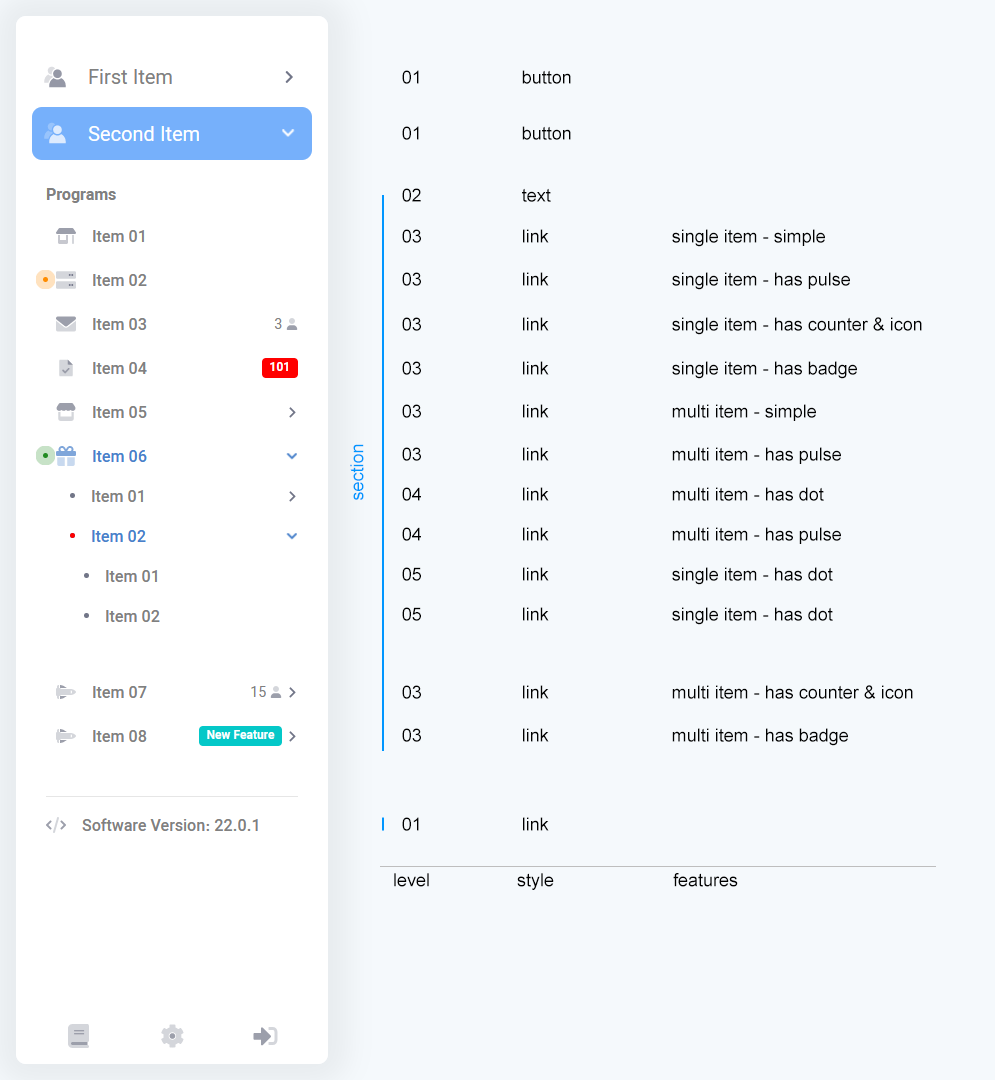 First Item 01 button
Second Item 01 button
Programs 02 text
Item 01 03 link single item - simple
Item 02 03 link single item - has pulse
Item 03 3 03 link single item - has counter & icon
Item 04 101 03 link single item - has badge
Item 05 03 link multi item - simple
Item 06 03 link multi item - has pulse
section
Item 01 04 link multi item - has dot
Item 02 04 link multi item - has pulse
Item 01 05 link single item - has dot
Item 02 05 link single item - has dot
Item 07 15 03 link multi item - has counter & icon
Item 08 New Feature 03 link multi item - has badge
</> Software Version: 22.0.1 01 link
level style features